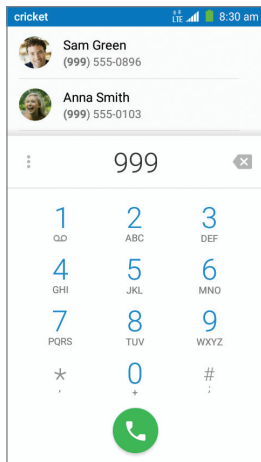 cricket LTE 8:30 am
Sam Green
(999) 555-0896
Anna Smith
(999) 555-0103
999
1 2 3
ABC DEF
4 5 6
GHI JKL MNO
7 8 9
PQRS TUV WXYZ
* 0 #
, + ;